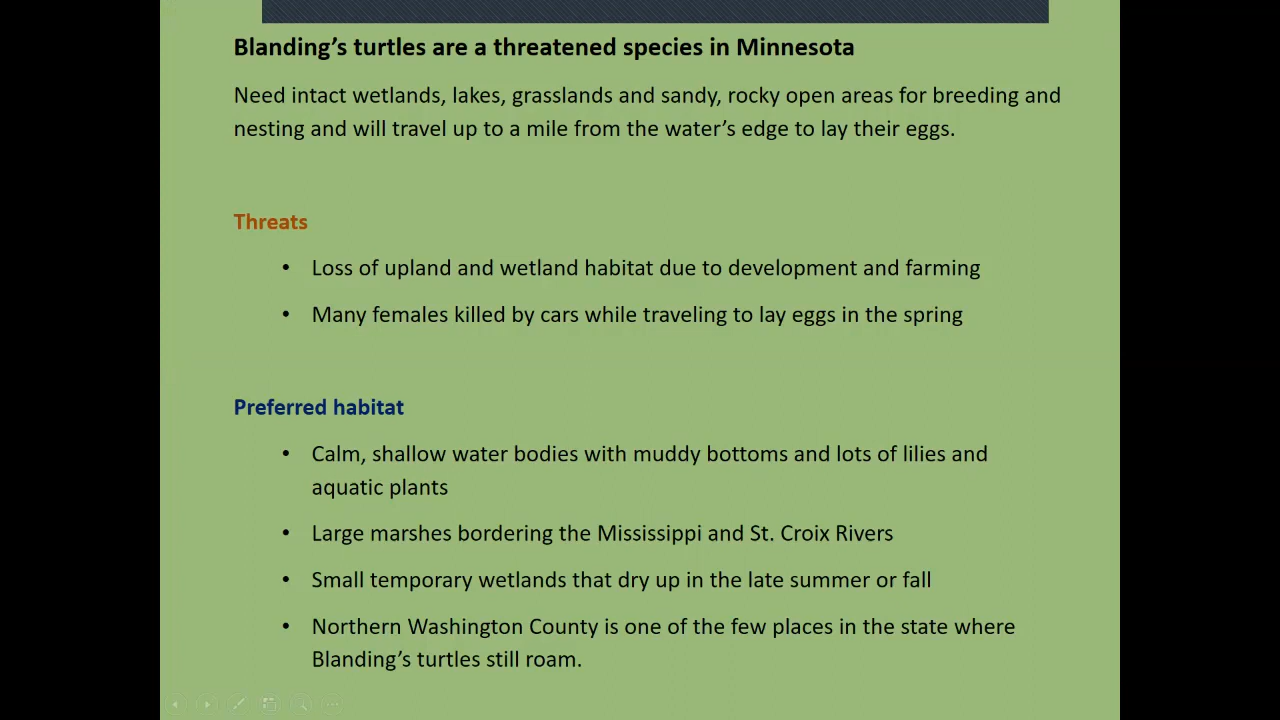 Blanding’s turtles are a threatened species in Minnesota
Need intact wetlands, lakes, grasslands and sandy, rocky open areas for breeding and
nesting and will travel up to a mile from the water’s edge to lay their eggs.
Threats
• Loss of upland and wetland habitat due to development and farming
• Many females killed by cars while traveling to lay eggs in the spring
Preferred habitat
• Calm, shallow water bodies with muddy bottoms and lots of lilies and
aquatic plants
• Large marshes bordering the Mississippi and St. Croix Rivers
• Small temporary wetlands that dry up in the late summer or fall
• Northern Washington County is one of the few places in the state where
Blanding’s turtles still roam.